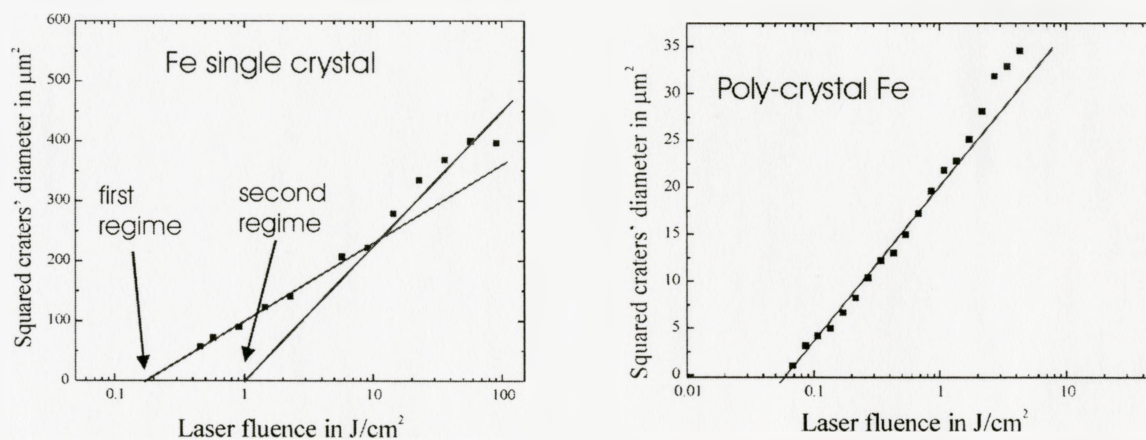 600
500
400
300
200
100
0
Squared craters' diameter in μm²
Fe single crystal
first
regime
second
regime
0.1
1
10
100
Laser fluence in J/cm²
35
30
25
20
15
10
5
0
Squared craters' diameter in μm²
Poly-crystal Fe
0.01
0.1
1
10
Laser fluence in J/cm²